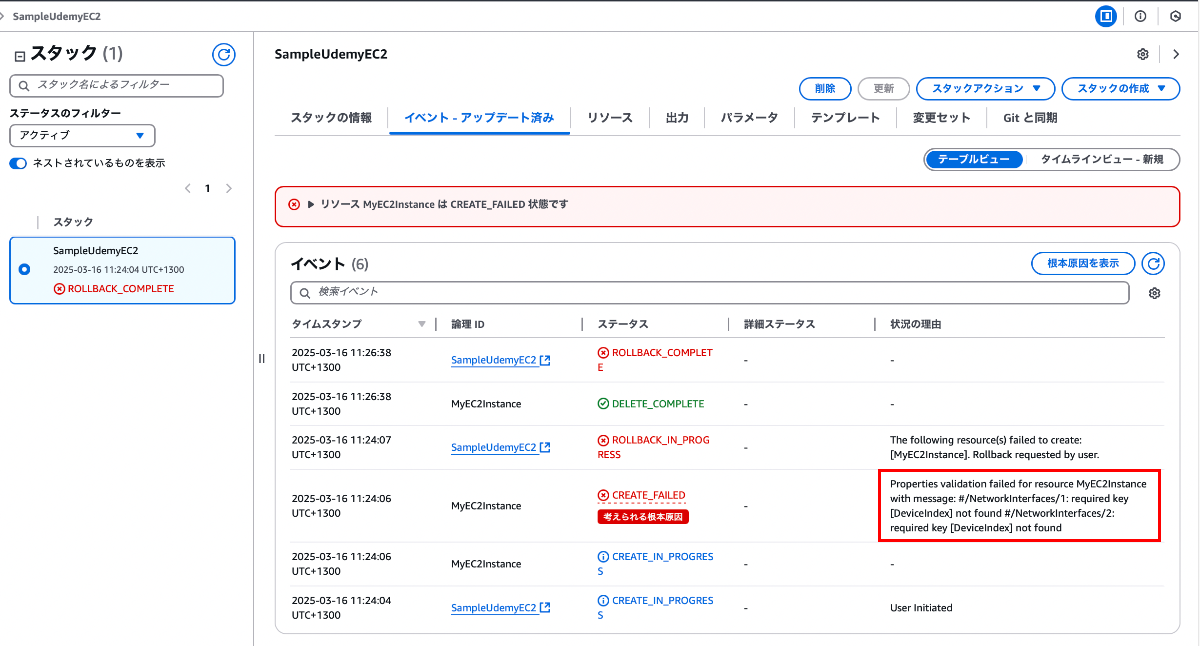 SampleUdemyEC2
スタック (1)
スタック名によるフィルター
ステータスのフィルター
アクティブ
ネストされているものを表示
1
スタック
SampleUdemyEC2
2025-03-16 11:24:04 UTC+1300
ROLLBACK_COMPLETE
SampleUdemyEC2
削除
更新
スタックアクション
スタックの作成
スタックの情報
イベント - アップデート済み
リソース
出力
パラメータ
テンプレート
変更セット
Git と同期
テーブルビュー
タイムラインビュー - 新規
リソース MyEC2Instance は CREATE_FAILED 状態です
イベント (6)
根本原因を表示
検索イベント
タイムスタンプ
論理 ID
ステータス
詳細ステータス
状況の理由
2025-03-16 11:26:38
UTC+1300
SampleUdemyEC2
ROLLBACK_COMPLET
E
-
-
2025-03-16 11:26:38
UTC+1300
MyEC2Instance
DELETE_COMPLETE
-
-
2025-03-16 11:24:07
UTC+1300
SampleUdemyEC2
ROLLBACK_IN_PROG
RESS
-
The following resource(s) failed to create:
[MyEC2Instance]. Rollback requested by user.
2025-03-16 11:24:06
UTC+1300
MyEC2Instance
CREATE_FAILED
考えられる根本原因
-
Properties validation failed for resource MyEC2Instance
with message: #/NetworkInterfaces/1: required key
[DeviceIndex] not found #/NetworkInterfaces/2:
required key [DeviceIndex] not found
2025-03-16 11:24:06
UTC+1300
MyEC2Instance
CREATE_IN_PROGRES
S
-
-
2025-03-16 11:24:04
UTC+1300
SampleUdemyEC2
CREATE_IN_PROGRES
S
-
User Initiated